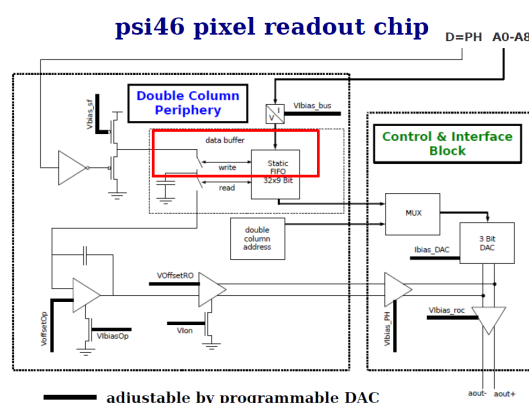 psi46 pixel readout chip
D=PH A0-A8
Double Column
Periphery
Vbias_sf
I
V
VIbias_bus
data buffer
write
read
Static
FIFO
32x9 Bit
Control & Interface
Block
double
column
address
MUX
3 Bit
DAC
Ibias_DAC
VOffsetRO
VIbias_roc
VIbias_PH
VIon
VoffsetOp
VIbiasOp
aout- aout+
adjustable by programmable DAC